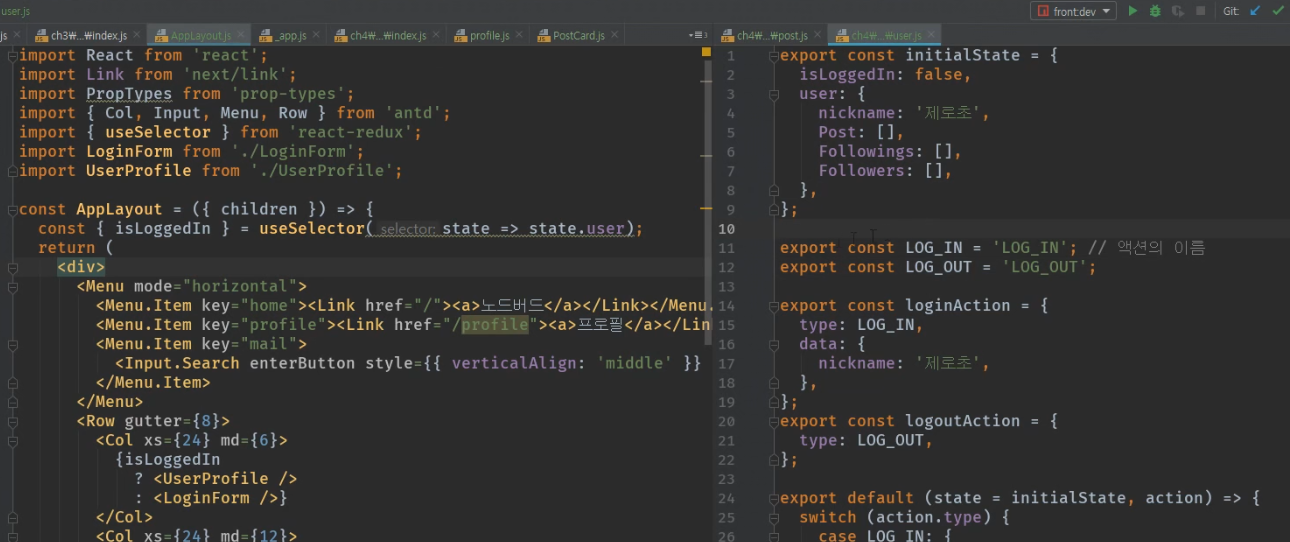 user.js
front:dev
Git:
js
ch3₩...₩index.js
AppLayout.js
_app.js
ch4₩...₩index.js
profile.js
PostCard.js
ch4₩...₩post.js
ch4₩...₩user.js
import React from 'react';
import Link from 'next/link';
import PropTypes from 'prop-types';
import { Col, Input, Menu, Row } from 'antd';
import { useSelector } from 'react-redux';
import LoginForm from './LoginForm';
import UserProfile from './UserProfile';
const AppLayout = ({ children }) => {
const { isLoggedIn } = useSelector( selector: state => state.user);
return (
<div>
<Menu mode="horizontal">
<Menu.Item key="home"><Link href="/"><a>노드버드</a></Link></Menu.
<Menu.Item key="profile"><Link href="/profile"><a>프로필</a></Lin
<Menu.Item key="mail">
<Input.Search enterButton style={{ verticalAlign: 'middle' }}
</Menu.Item>
</Menu>
<Row gutter={8}>
<Col xs={24} md={6}>
{isLoggedIn
? <UserProfile />
: <LoginForm />}
</Col>
<Col xs={24} md={12}>
1 export const initialState = {
2 isLoggedIn: false,
3 user: {
4 nickname: '제로초',
5 Post: [],
6 Followings: [],
7 Followers: [],
8 },
9 };
10
11 export const LOG_IN = 'LOG_IN'; // 액션의 이름
12 export const LOG_OUT = 'LOG_OUT';
13
14 export const loginAction = {
15 type: LOG_IN,
16 data: {
17 nickname: '제로초',
18 },
19 };
20 export const logoutAction = {
21 type: LOG_OUT,
22 };
23
24 export default (state = initialState, action) => {
25 switch (action.type) {
26 case LOG_IN: {